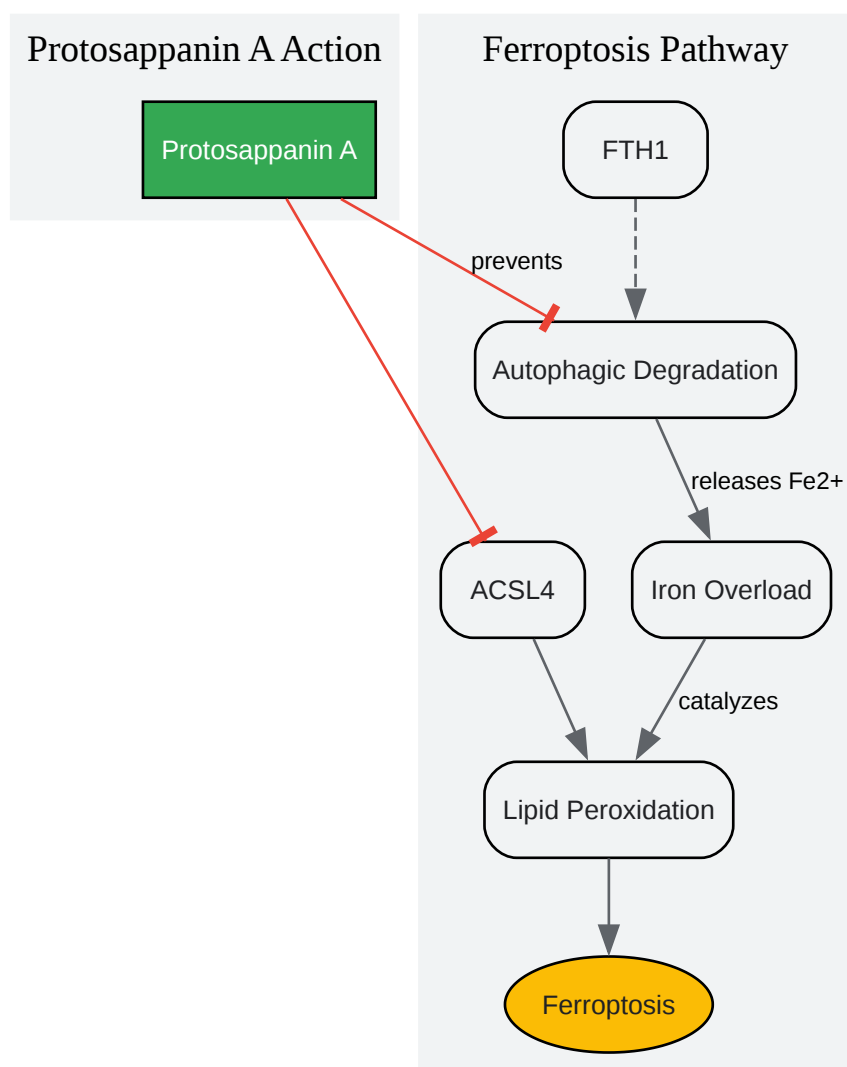 Protosappanin A Action
Ferroptosis Pathway
Protosappanin A
FTH1
prevents
Autophagic Degradation
releases Fe2+
ACSL4
Iron Overload
catalyzes
Lipid Peroxidation
Ferroptosis